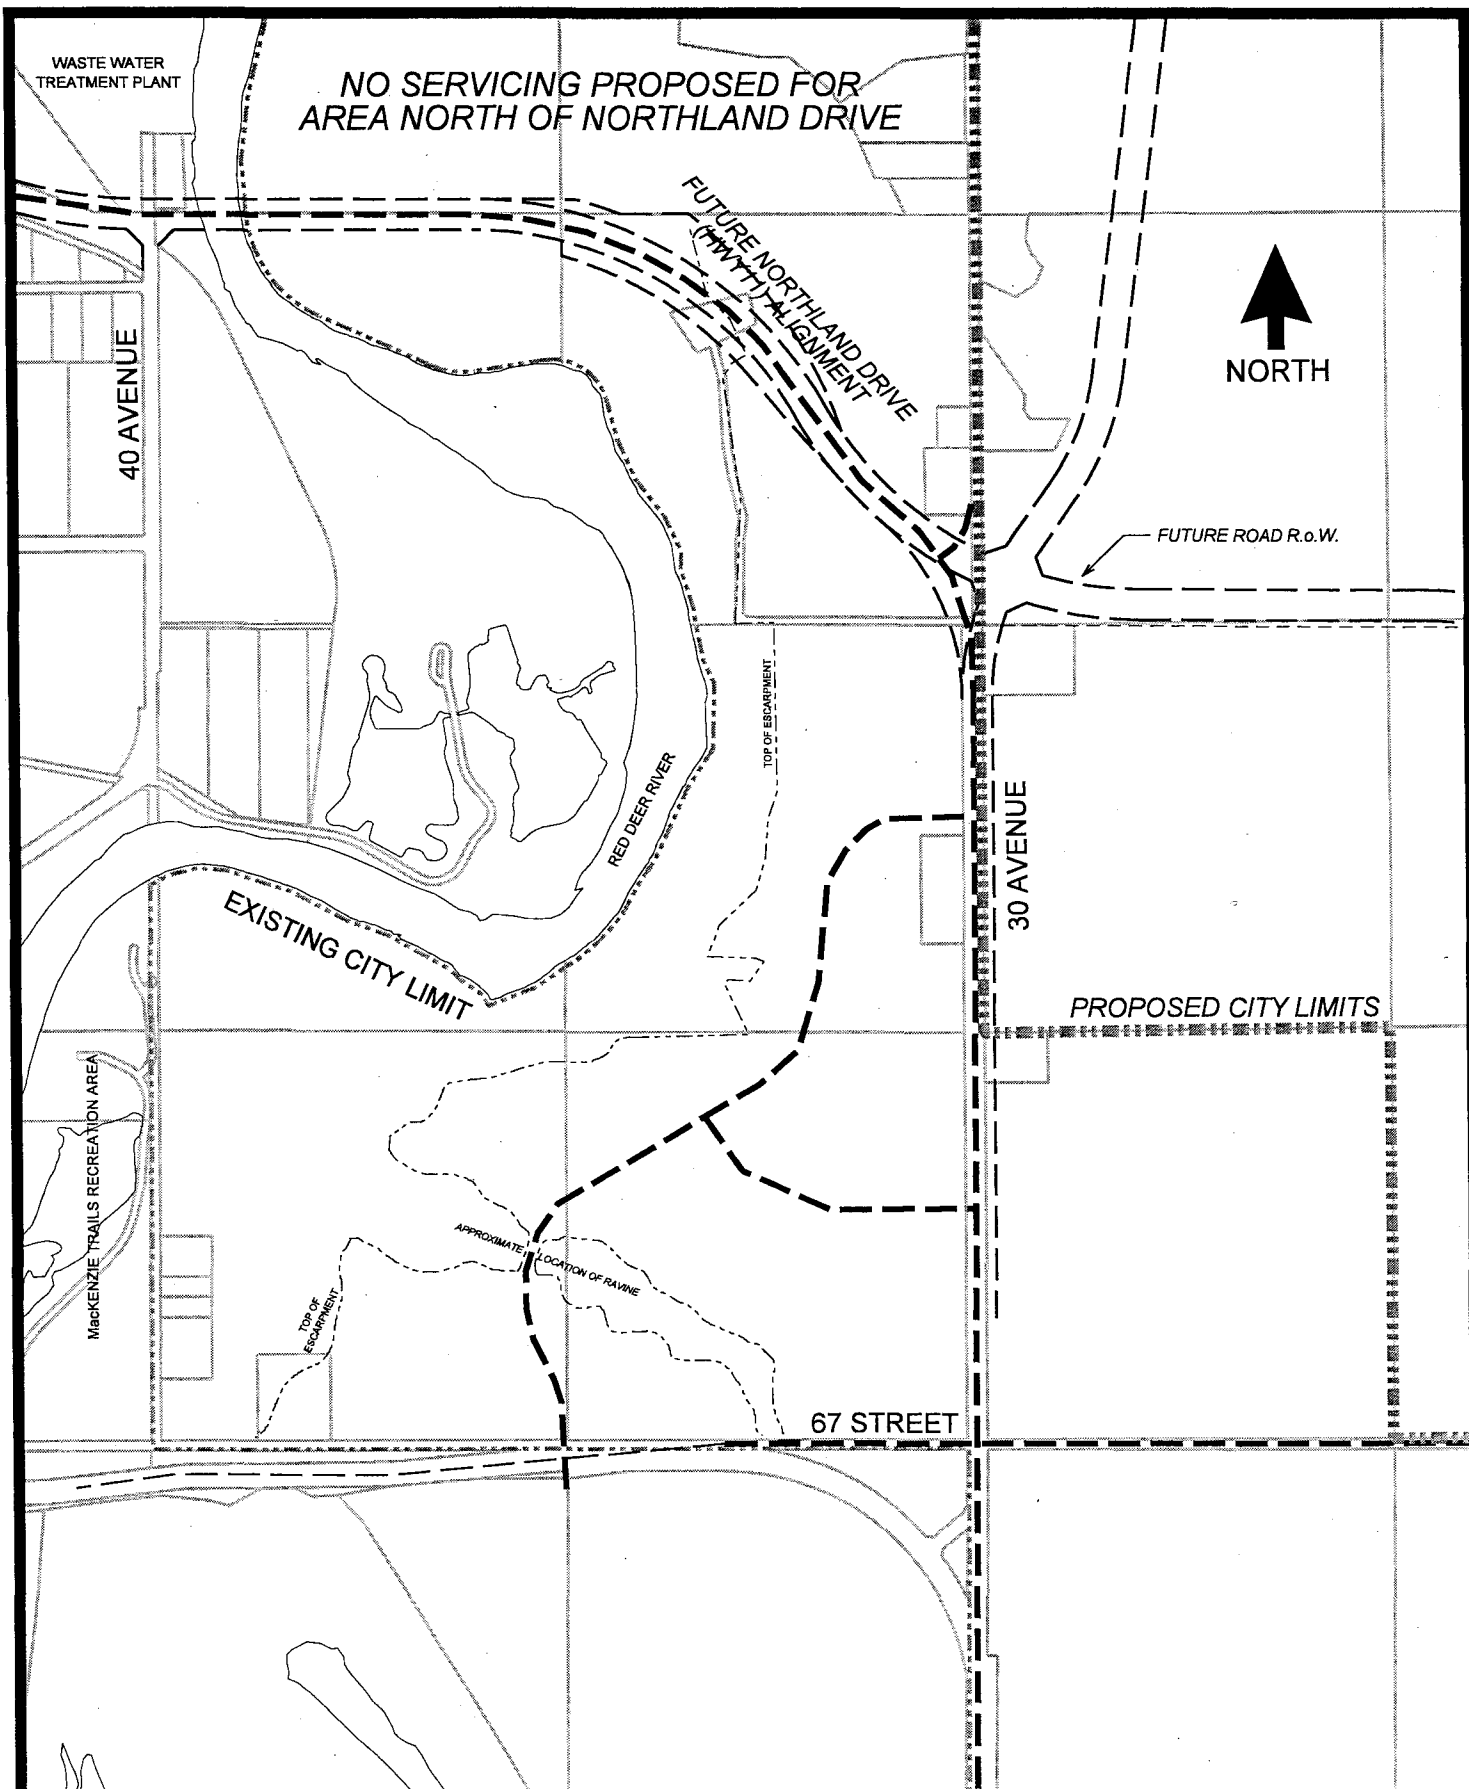 WASTE WATER
TREATMENT PLANT
NO SERVICING PROPOSED FOR
AREA NORTH OF NORTHLAND DRIVE
FUTURE NORTHLAND DRIVE
(HWY11) ALIGNMENT
NORTH
40 AVENUE
FUTURE ROAD R.o.W.
TOP OF ESCARPMENT
RED DEER RIVER
30 AVENUE
EXISTING CITY LIMIT
PROPOSED CITY LIMITS
MacKENZIE TRAILS RECREATION AREA
APPROXIMATE LOCATION OF RAVINE
TOP OF
ESCARPMENT
67 STREET